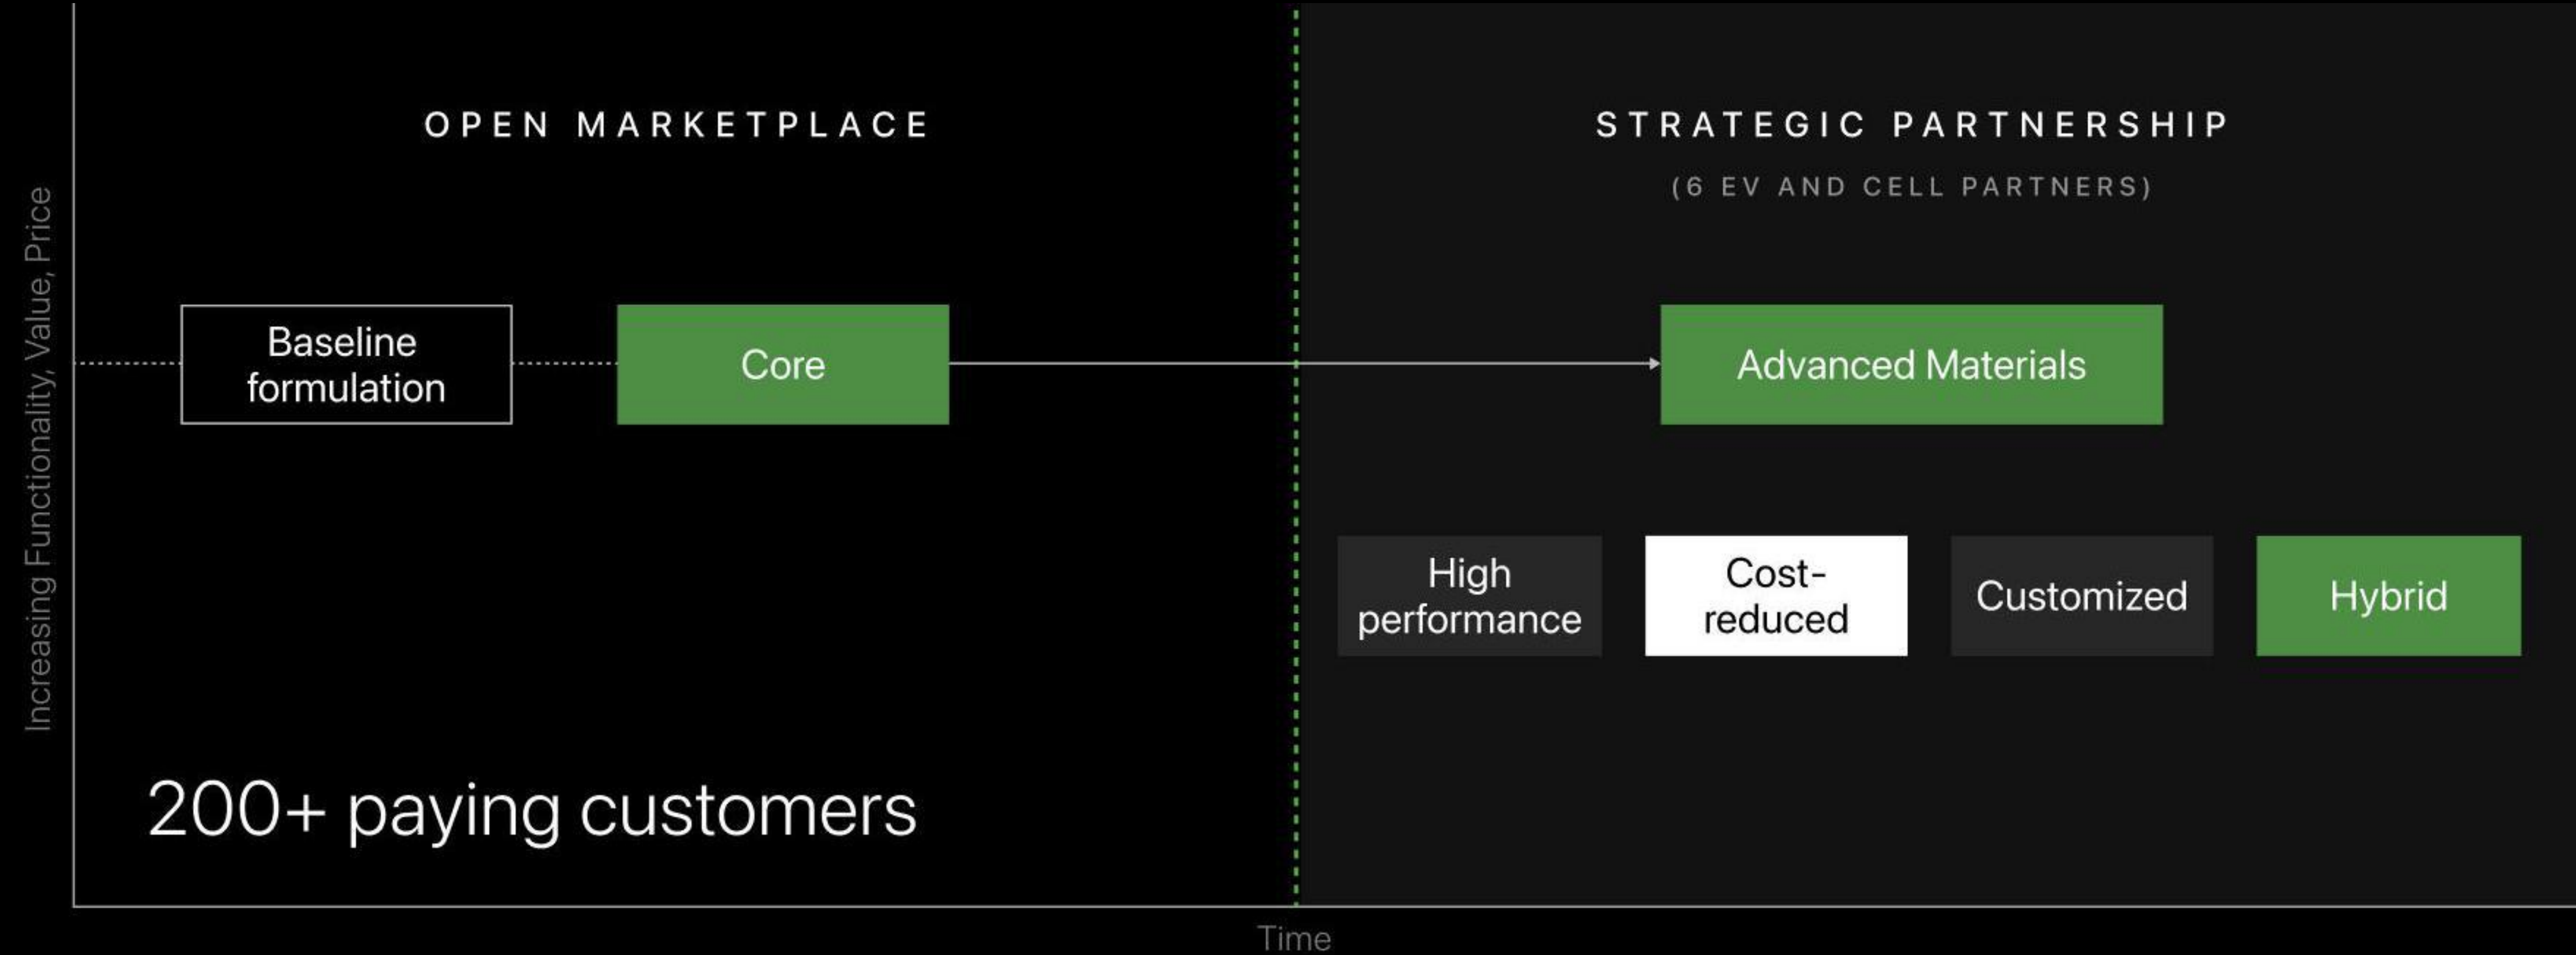 OPEN MARKETPLACE
STRATEGIC PARTNERSHIP
(6 EV AND CELL PARTNERS)
Increasing Functionality, Value, Price
Baseline
formulation
Core
Advanced Materials
High
performance
Cost-
reduced
Customized
Hybrid
200+ paying customers
Time